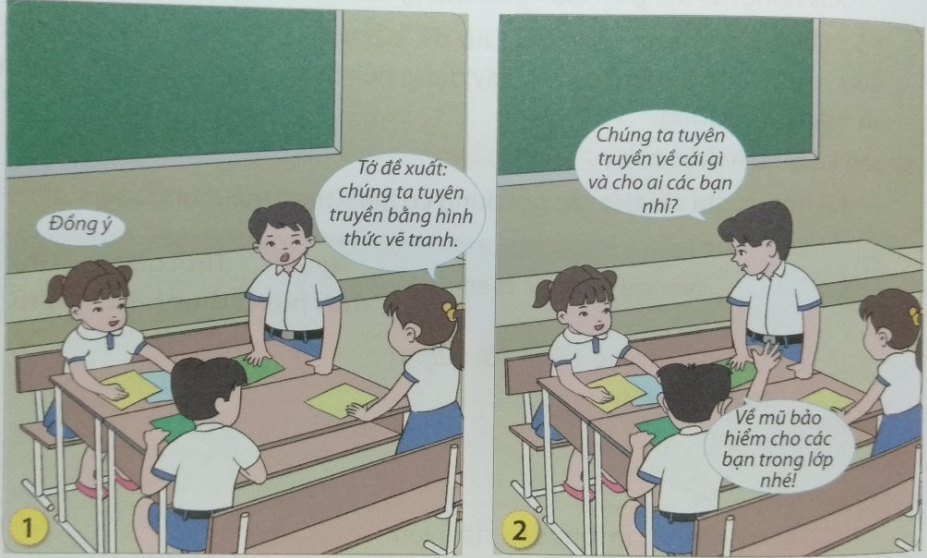 Đồng ý
Tớ đề xuất:
chúng ta tuyên
truyền bằng hình
thức vẽ tranh.
1
Chúng ta tuyên
truyền về cái gì
và cho ai các bạn
nhỉ?
Về mũ bảo
hiểm cho các
bạn trong lớp
nhé!
2